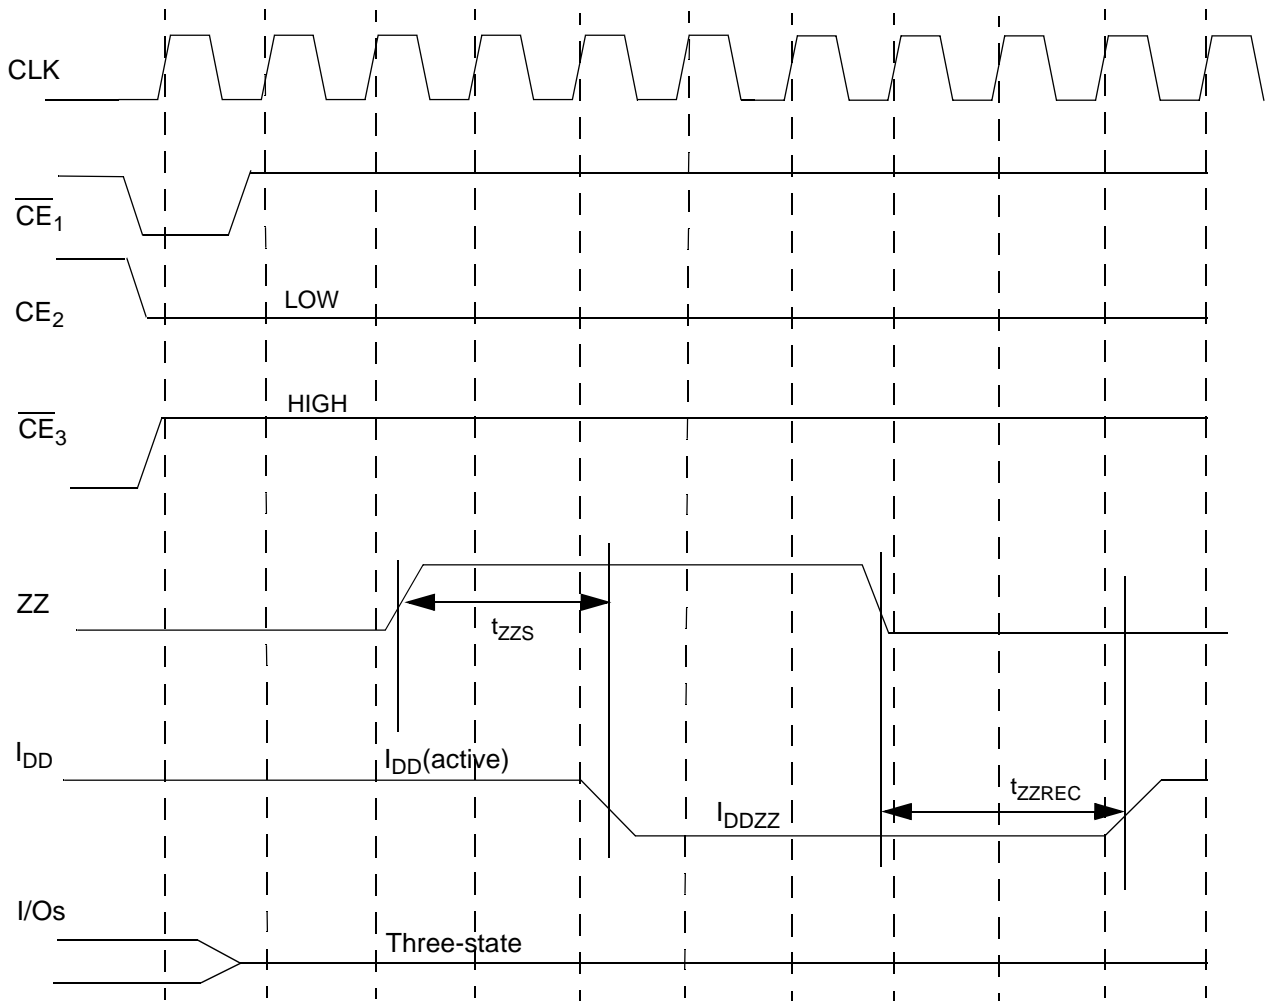 CLK
CE1
CE2
LOW
CE3
HIGH
ZZ
tZZS
IDD
IDD(active)
tZZREC
IDDZZ
I/Os
Three-state